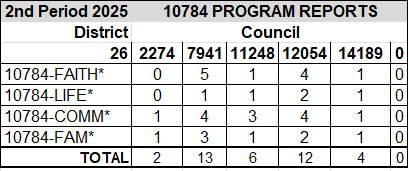 2nd Period 2025 10784 PROGRAM REPORTS
District Council
26 2274 7941 11248 12054 14189 0
10784-FAITH* 0 5 1 4 1 0
10784-LIFE* 0 1 1 2 1 0
10784-COMM* 1 4 3 4 1 0
10784-FAM* 1 3 1 2 1 0
TOTAL 2 13 6 12 4 0